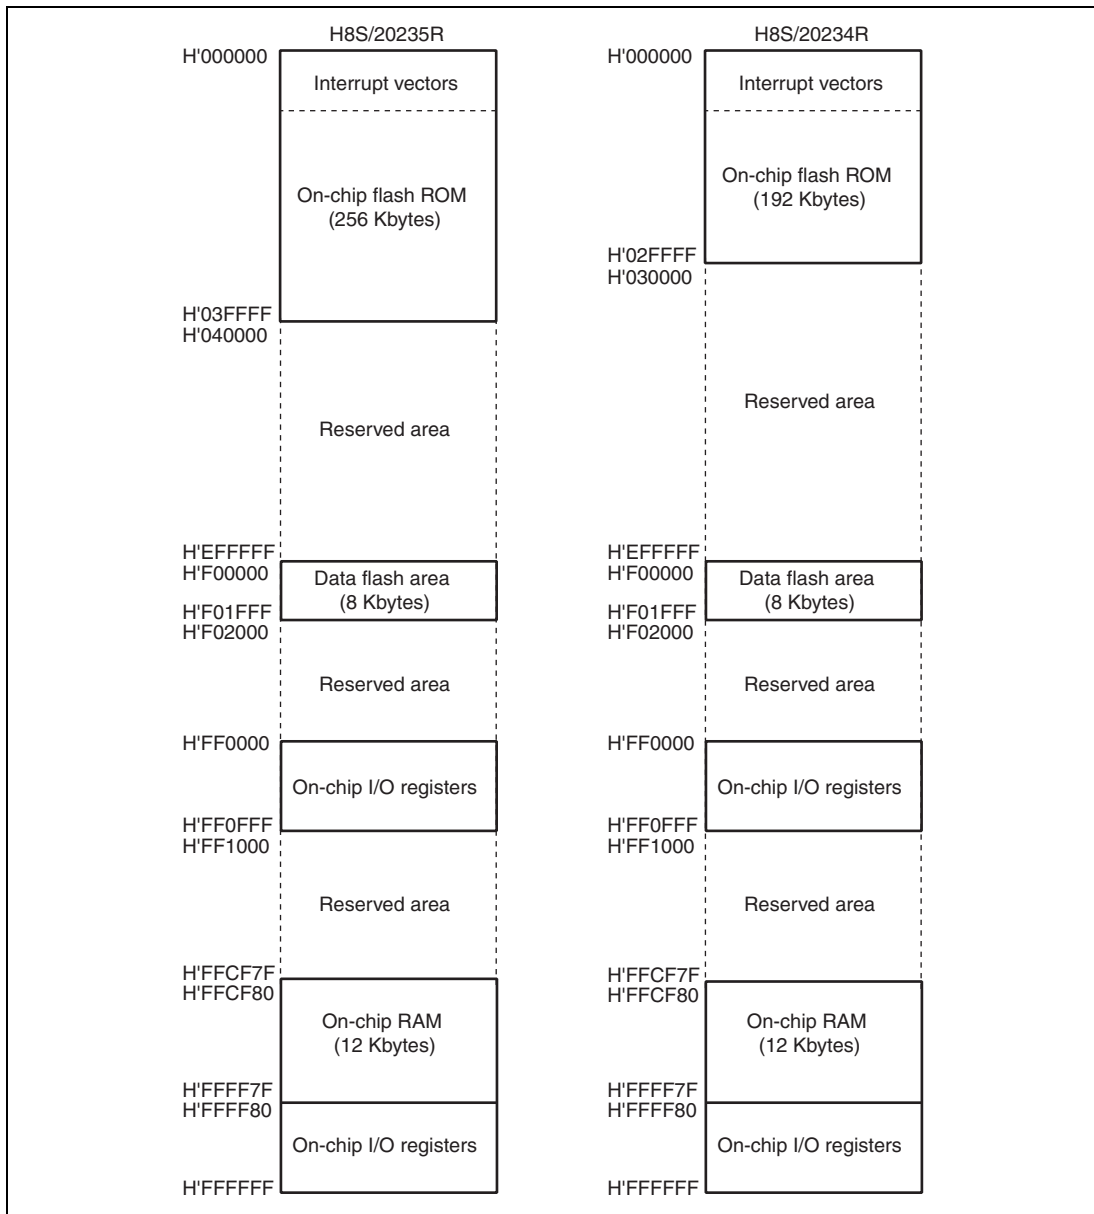 H8S/20235R
H'000000
Interrupt vectors
On-chip flash ROM
(256 Kbytes)
H'03FFFF
H'040000
Reserved area
H'EFFFFF
H'F00000
Data flash area
(8 Kbytes)
H'F01FFF
H'F02000
Reserved area
H'FF0000
On-chip I/O registers
H'FF0FFF
H'FF1000
Reserved area
H'FFCF7F
H'FFCF80
On-chip RAM
(12 Kbytes)
H'FFFF7F
H'FFFF80
On-chip I/O registers
H'FFFFFF
H8S/20234R
H'000000
Interrupt vectors
On-chip flash ROM
(192 Kbytes)
H'02FFFF
H'030000
Reserved area
H'EFFFFF
H'F00000
Data flash area
(8 Kbytes)
H'F01FFF
H'F02000
Reserved area
H'FF0000
On-chip I/O registers
H'FF0FFF
H'FF1000
Reserved area
H'FFCF7F
H'FFCF80
On-chip RAM
(12 Kbytes)
H'FFFF7F
H'FFFF80
On-chip I/O registers
H'FFFFFF